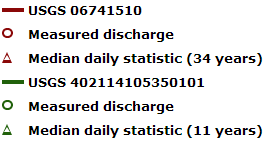 USGS 06741510
Measured discharge
Median daily statistic (34 years)
USGS 402114105350101
Measured discharge
Median daily statistic (11 years)